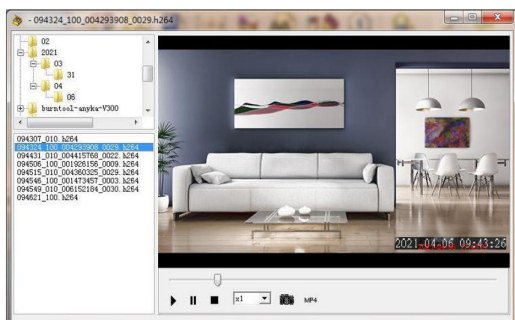 - 094324_100_004293908_0029.h264
02
2021
03
31
04
06
burntool-anyka-V300
094307_010.h264
094324_100_004293908_0029.h264
094431_010_004415768_0022.h264
094506_100_001926156_0009.h264
094515_010_004360325_0029.h264
094546_100_001473457_0003.h264
094549_010_006152184_0030.h264
094621_100.h264
2021-04-06 09:43:26
x1
MP4